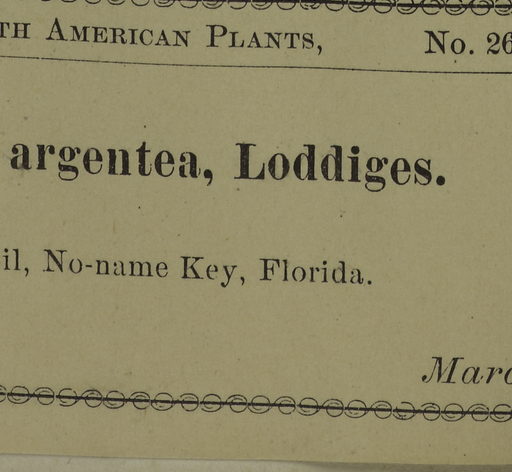 TH AMERICAN PLANTS, No. 26
argentea, Loddiges.
il, No-name Key, Florida.
Marc